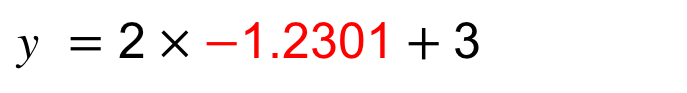 y = 2 × −1.2301 + 3